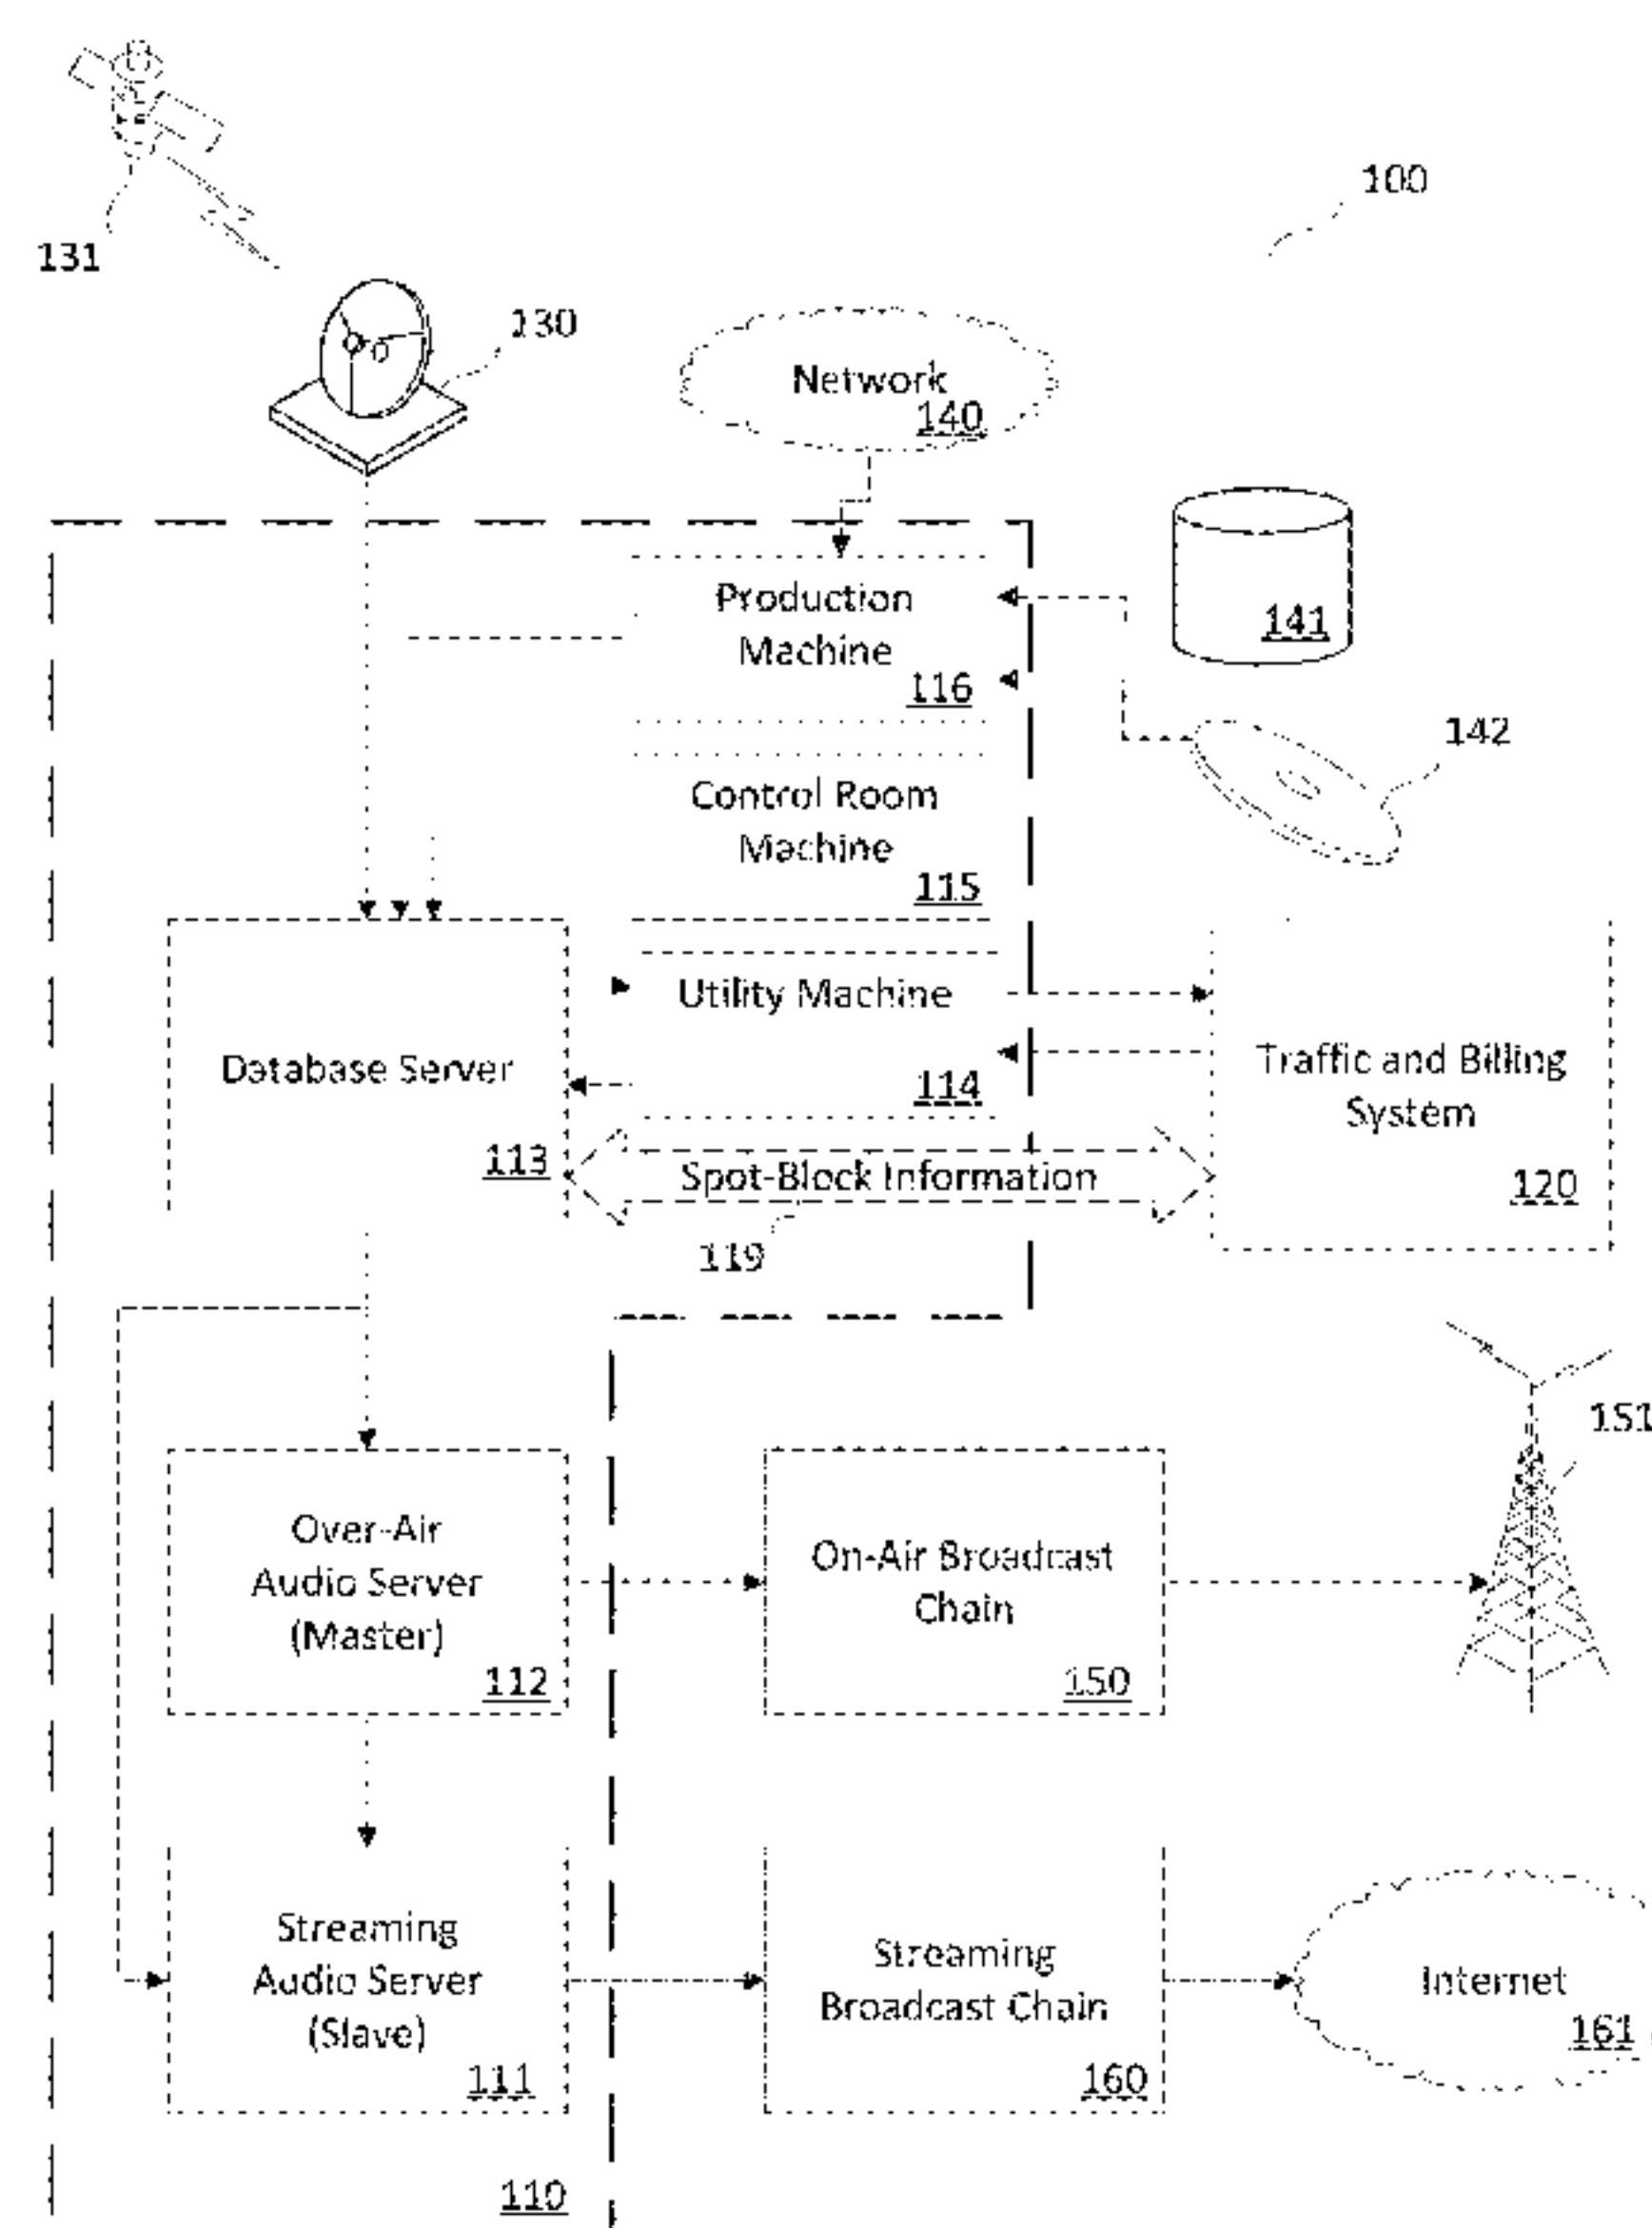 100
131
130
Network
140
Production
Machine
116
141
142
Control Room
Machine
115
Utility Machine
114
Database Server
113
Traffic and Billing
System
120
Spot-Block Information
119
151
Over-Air
Audio Server
(Master)
112
On-Air Broadcast
Chain
150
Streaming
Audio Server
(Slave)
111
Streaming
Broadcast Chain
160
Internet
161
110